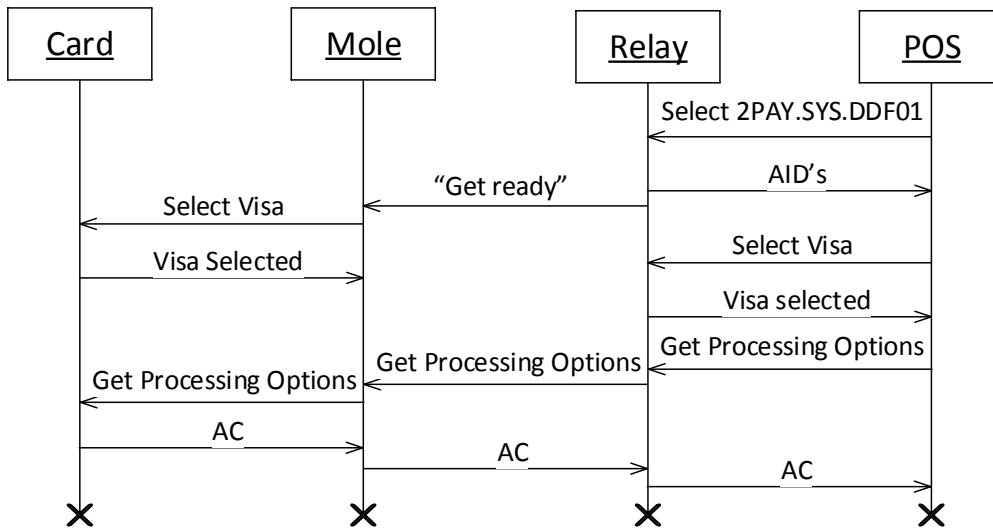 Card
Mole
Relay
POS
Select 2PAY.SYS.DDF01
AID’s
“Get ready”
Select Visa
Select Visa
Visa Selected
Visa selected
Get Processing Options
Get Processing Options
Get Processing Options
AC
AC
AC